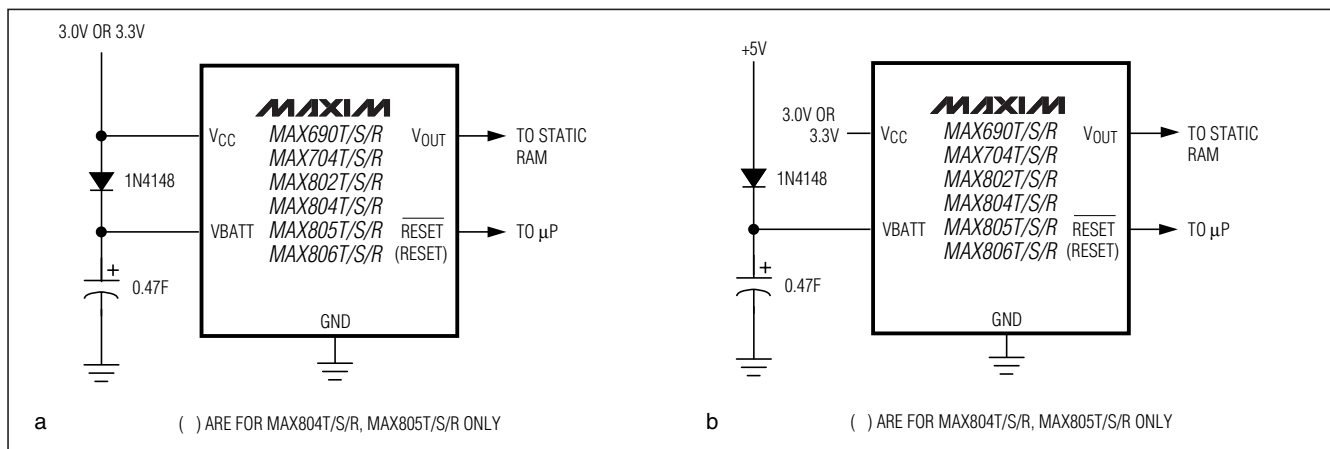 3.0V OR 3.3V
MAXIM
MAX690T/S/R
MAX704T/S/R
MAX802T/S/R
MAX804T/S/R
MAX805T/S/R
MAX806T/S/R
VCC
VOUT
TO STATIC
RAM
1N4148
VBATT
RESET
(RESET)
TO μP
+
0.47F
GND
a
( ) ARE FOR MAX804T/S/R, MAX805T/S/R ONLY
+5V
3.0V OR
3.3V
MAXIM
MAX690T/S/R
MAX704T/S/R
MAX802T/S/R
MAX804T/S/R
MAX805T/S/R
MAX806T/S/R
VCC
VOUT
TO STATIC
RAM
1N4148
VBATT
RESET
(RESET)
TO μP
+
0.47F
GND
b
( ) ARE FOR MAX804T/S/R, MAX805T/S/R ONLY